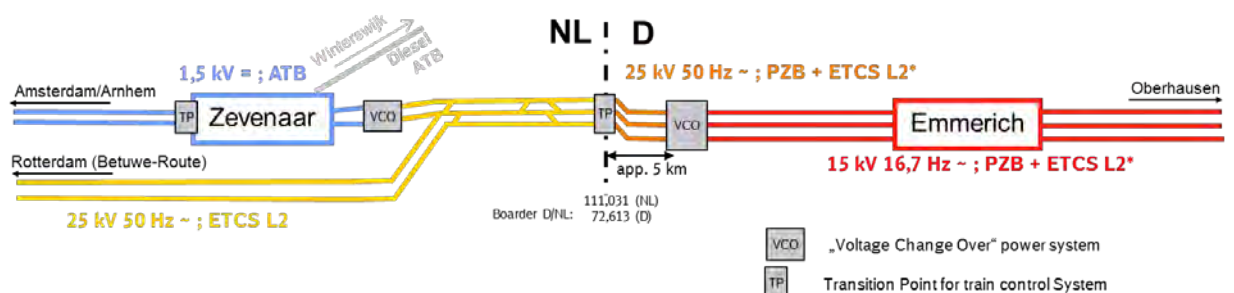 NL D
Winterswijk
Diesel
ATB
1,5 kV = ; ATB
25 kV 50 Hz ~ ; PZB + ETCS L2*
Amsterdam/Arnhem
Oberhausen
TP
Zevenaar
VCO
TP
VCO
Emmerich
Rotterdam (Betuwe-Route)
app. 5 km
15 kV 16,7 Hz ~ ; PZB + ETCS L2*
25 kV 50 Hz ~ ; ETCS L2
111,031 (NL)
Boarder D/NL: 72,613 (D)
VCO „Voltage Change Over“ power system
TP Transition Point for train control System